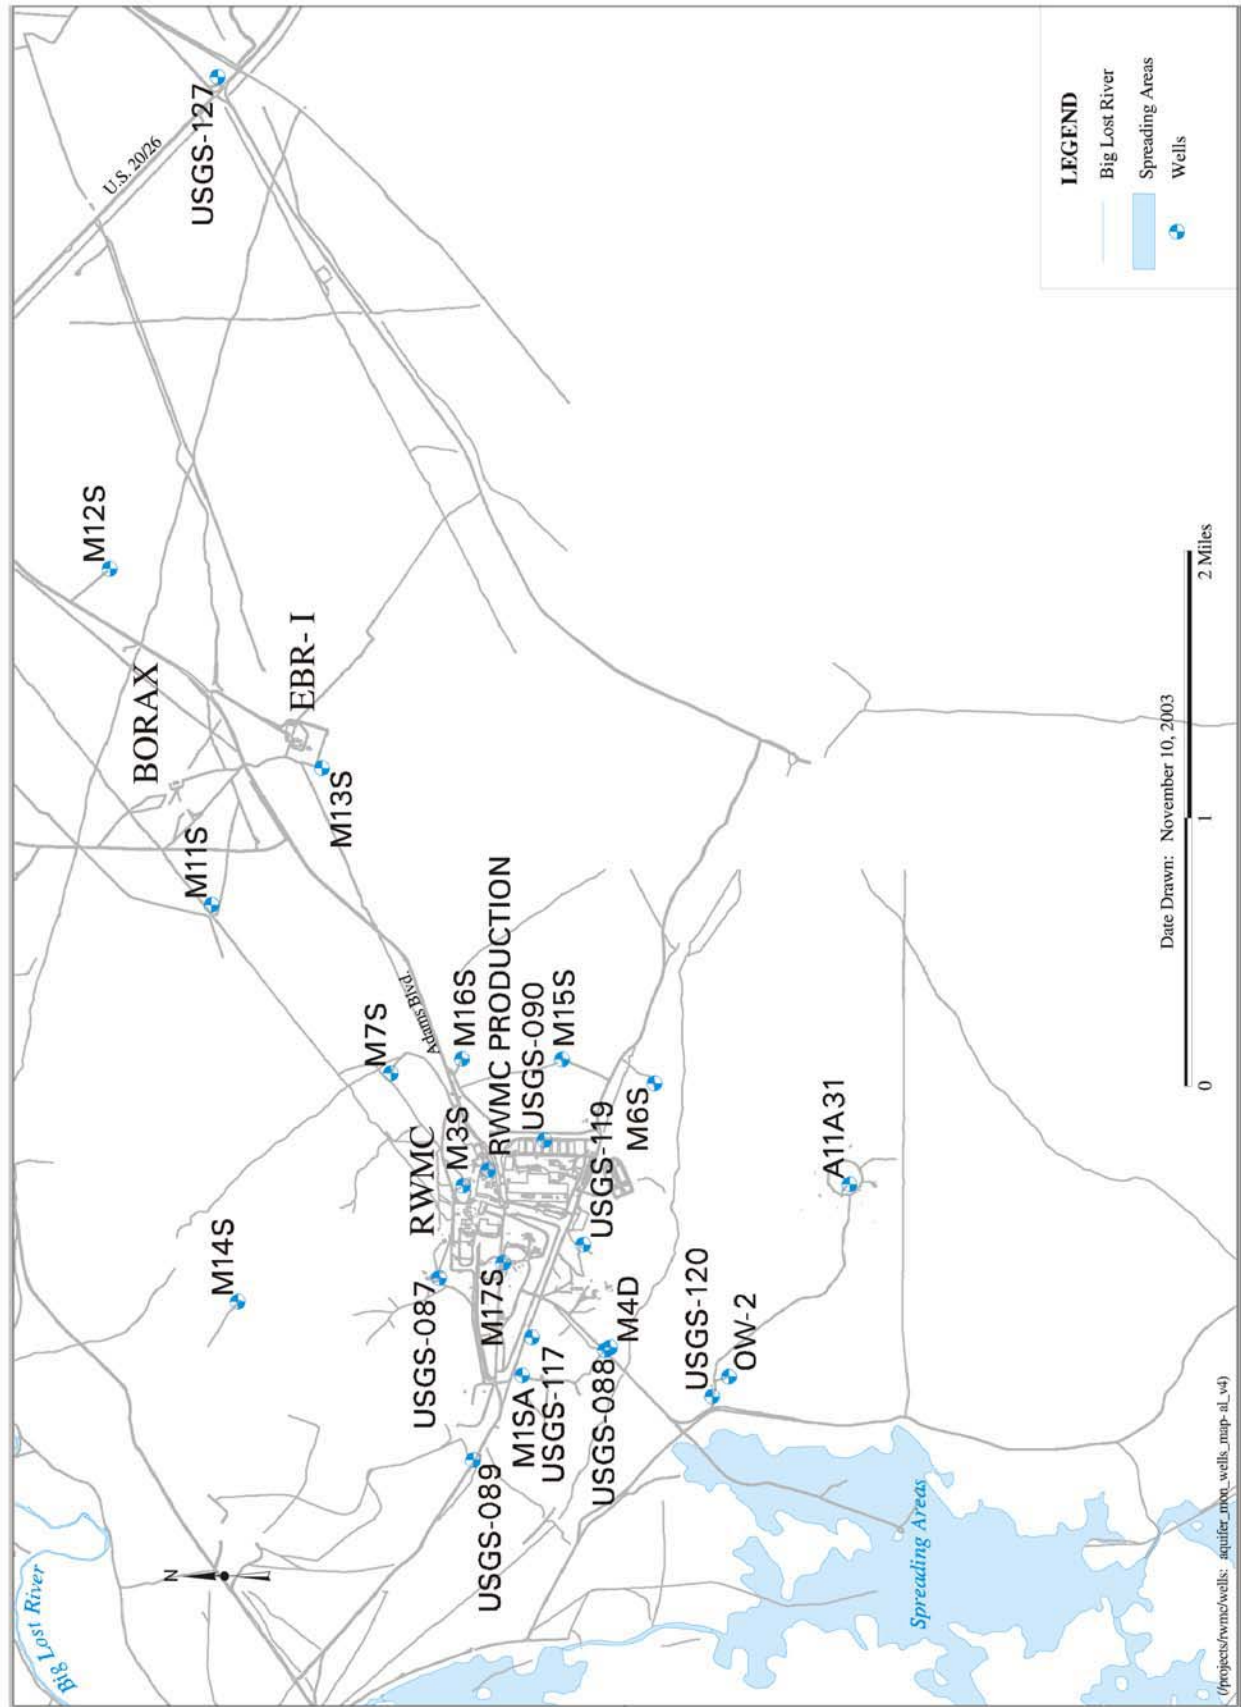 Big Lost River
N
U.S. 20/26
USGS-127
M12S
BORAX
EBR- I
M13S
M11S
M14S
M7S
Adams Blvd.
M16S
RWMC
M3S
RWMC PRODUCTION
USGS-090
M15S
USGS-087
M17S
USGS-119
M6S
USGS-089
M1SA
USGS-117
USGS-088
M4D
USGS-120
OW-2
A11A31
Spreading Areas
LEGEND
Big Lost River
Spreading Areas
Wells
Date Drawn: November 10, 2003
0 1 2 Miles
(/projects/rwmc/wells: aquifer_mon_wells_map- al_v4)